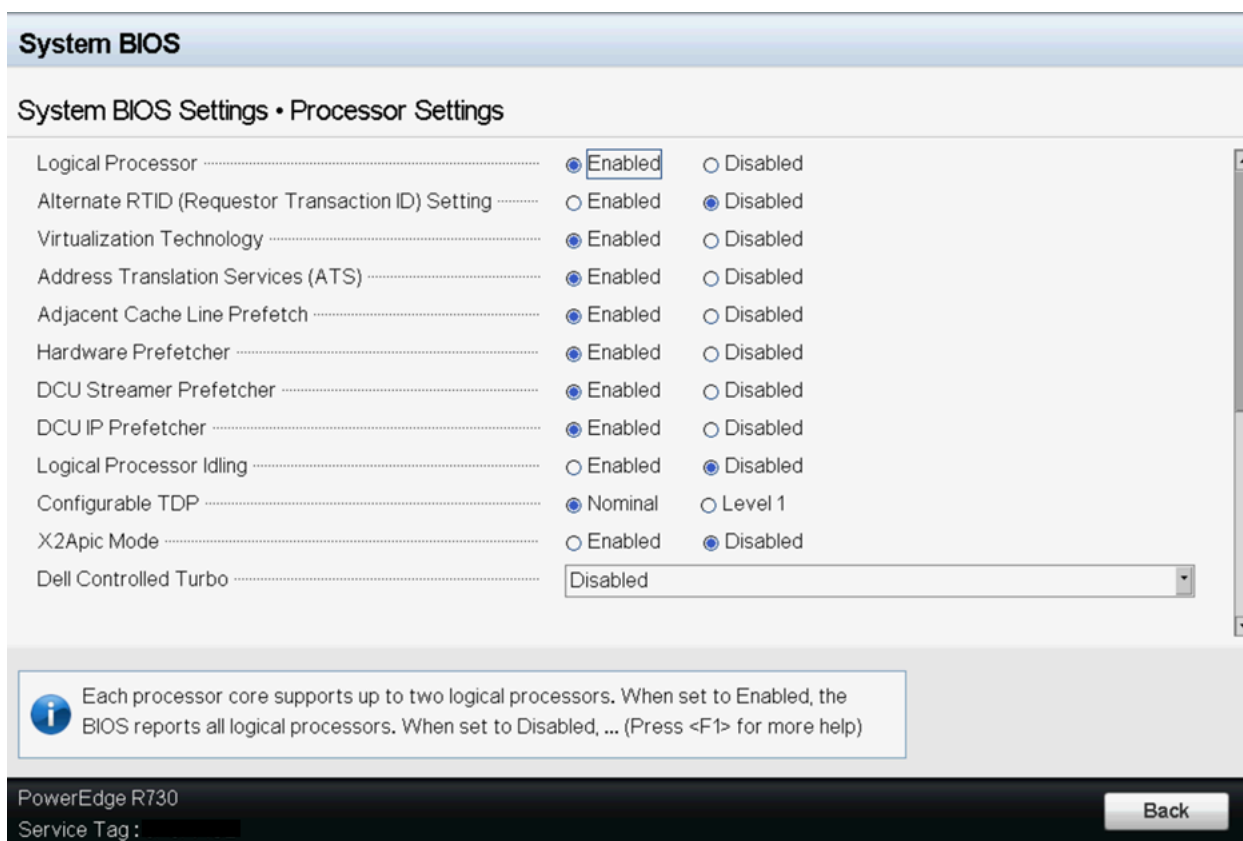 System BIOS
System BIOS Settings • Processor Settings
Logical Processor Enabled Disabled
Alternate RTID (Requestor Transaction ID) Setting Enabled Disabled
Virtualization Technology Enabled Disabled
Address Translation Services (ATS) Enabled Disabled
Adjacent Cache Line Prefetch Enabled Disabled
Hardware Prefetcher Enabled Disabled
DCU Streamer Prefetcher Enabled Disabled
DCU IP Prefetcher Enabled Disabled
Logical Processor Idling Enabled Disabled
Configurable TDP Nominal Level 1
X2Apic Mode Enabled Disabled
Dell Controlled Turbo Disabled
Each processor core supports up to two logical processors. When set to Enabled, the
BIOS reports all logical processors. When set to Disabled, ... (Press <F1> for more help)
PowerEdge R730
Service Tag :
Back